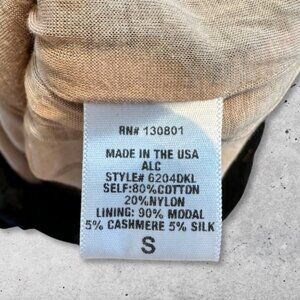 RN# 130801
MADE IN THE USA
ALC
STYLE# 6204DKL
SELF:80%COTTON
20%NYLON
LINING: 90% MODAL
5% CASHMERE 5% SILK
S